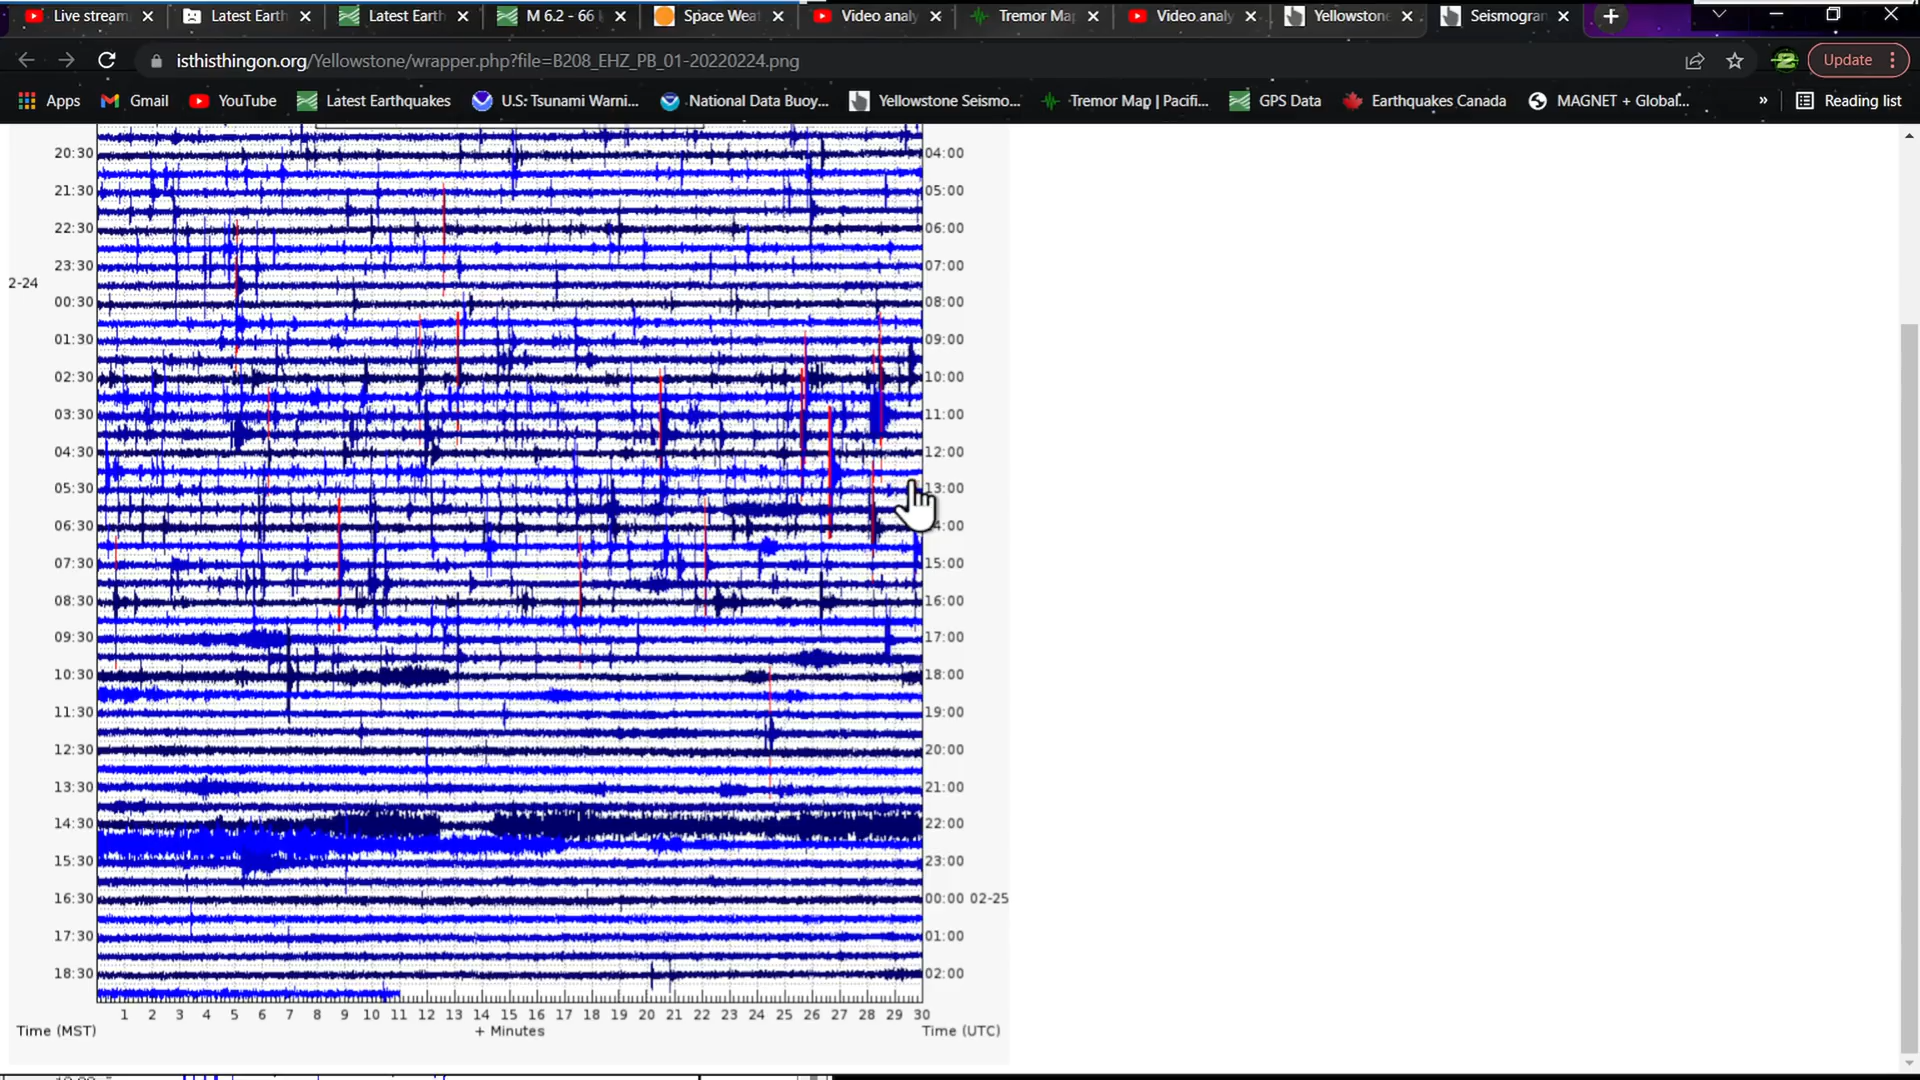 Live stream
Latest Earth
Latest Earth
M 6.2 - 66
Space Wea
Video analy
Tremor Ma
Video analy
Yellowstone
Seismogra
isthisthingon.org/Yellowstone/wrapper.php?file=B208_EHZ_PB_01-20220224.png
Update
Apps
Gmail
YouTube
Latest Earthquakes
U.S. Tsunami Warni...
National Data Buoy...
Yellowstone Seismo...
Tremor Map | Pacifi...
GPS Data
Earthquakes Canada
MAGNET + Global...
»
Reading list
20:30 04:00
21:30 05:00
22:30 06:00
23:30 07:00
2-24
00:30 08:00
01:30 09:00
02:30 10:00
03:30 11:00
04:30 12:00
05:30 13:00
06:30 4:00
07:30 15:00
08:30 16:00
09:30 17:00
10:30 18:00
11:30 19:00
12:30 20:00
13:30 21:00
14:30 22:00
15:30 23:00
16:30 00:00 02-25
17:30 01:00
18:30 02:00
1 2 3 4 5 6 7 8 9 10 11 12 13 14 15 16 17 18 19 20 21 22 23 24 25 26 27 28 29 30
Time (MST) + Minutes Time (UTC)